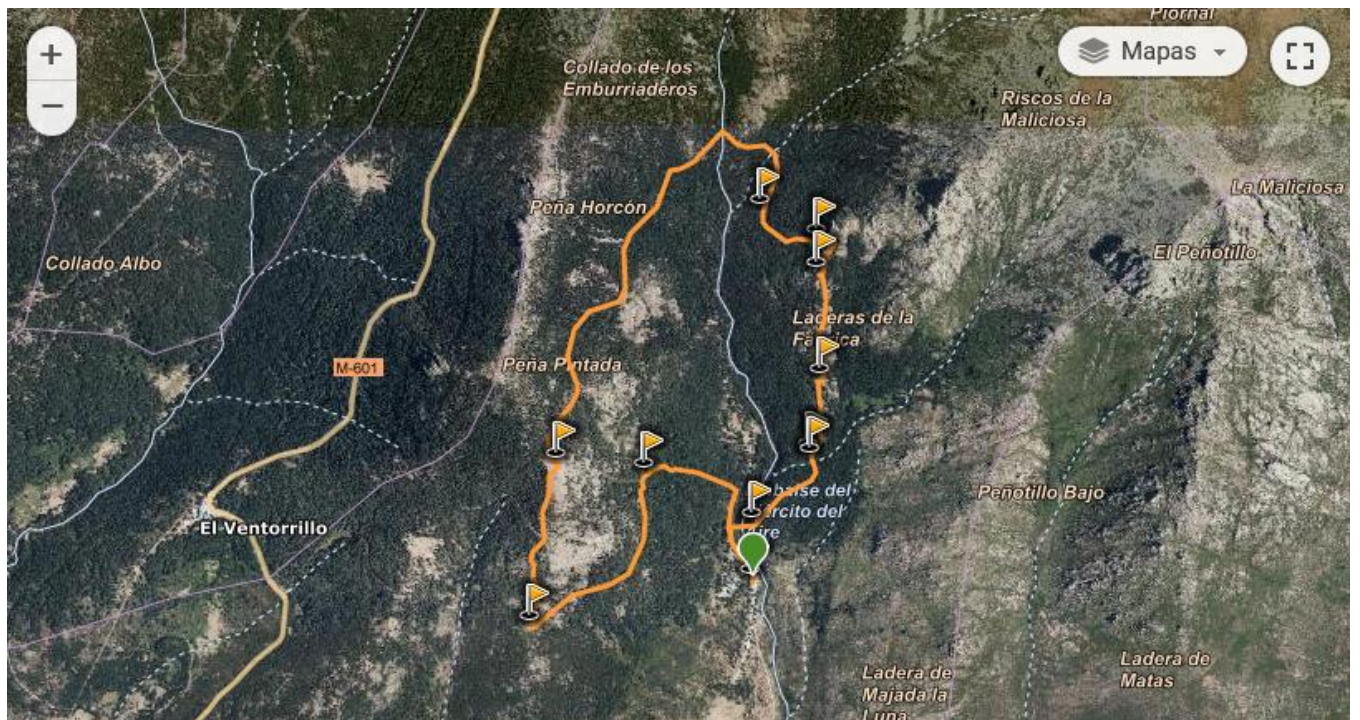 Piornal
+
Mapas
−
Collado de los
Emburriaderos
Riscos de la
Maliciosa
La Maliciosa
Peña Horcón
El Peñotillo
Collado Albo
Laderas de la
Peña Pintada
M-601
Peñotillo Bajo
El Ventorrillo
Ladera de
Majada la
Luna
Ladera de
Matas